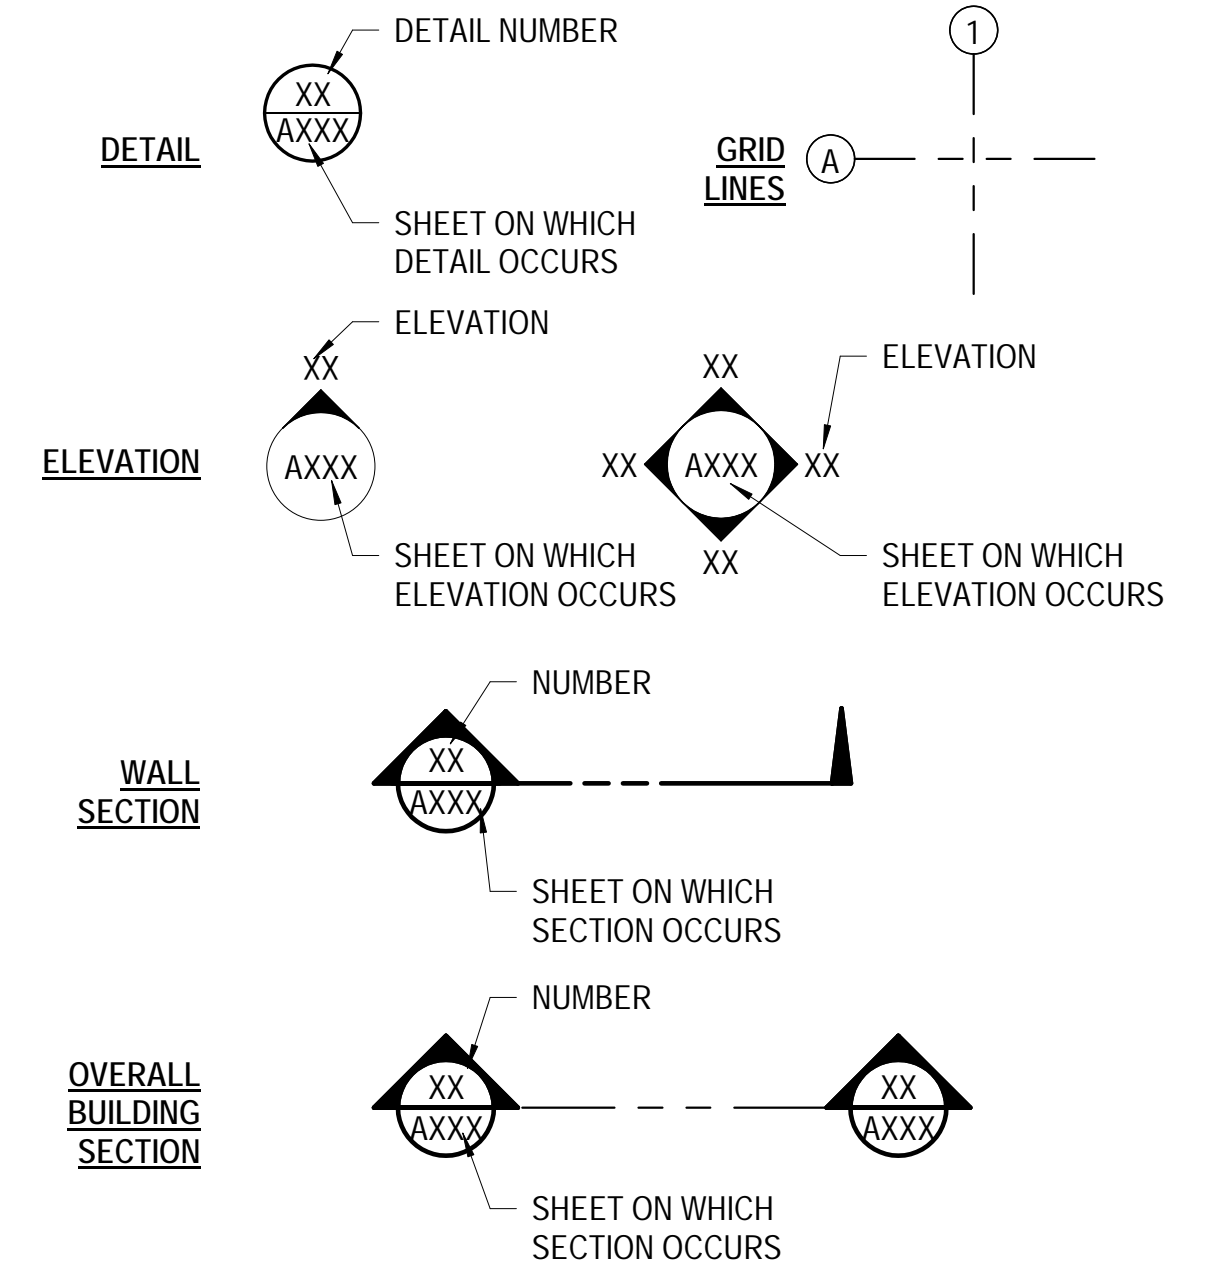 DETAIL
DETAIL NUMBER
XX
AXXX
SHEET ON WHICH
DETAIL OCCURS
GRID
LINES
1
A
ELEVATION
ELEVATION
XX
AXXX
SHEET ON WHICH
ELEVATION OCCURS
XX
XX
AXXX
XX
XX
ELEVATION
SHEET ON WHICH
ELEVATION OCCURS
WALL
SECTION
NUMBER
XX
AXXX
SHEET ON WHICH
SECTION OCCURS
OVERALL
BUILDING
SECTION
NUMBER
XX
AXXX
SHEET ON WHICH
SECTION OCCURS
XX
AXXX